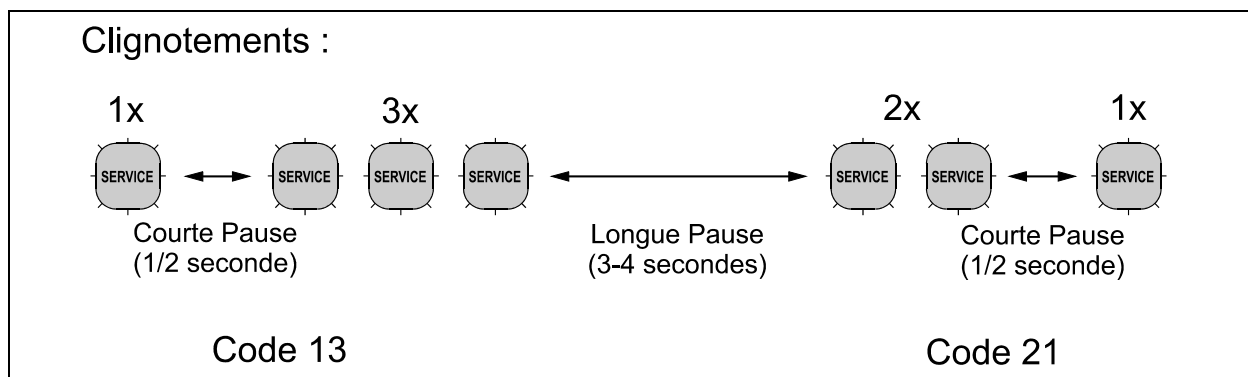 Clignotements :
1x 3x 2x 1x
SERVICE SERVICE SERVICE SERVICE SERVICE SERVICE SERVICE
Courte Pause Longue Pause Courte Pause
(1/2 seconde) (3-4 secondes) (1/2 seconde)
Code 13 Code 21